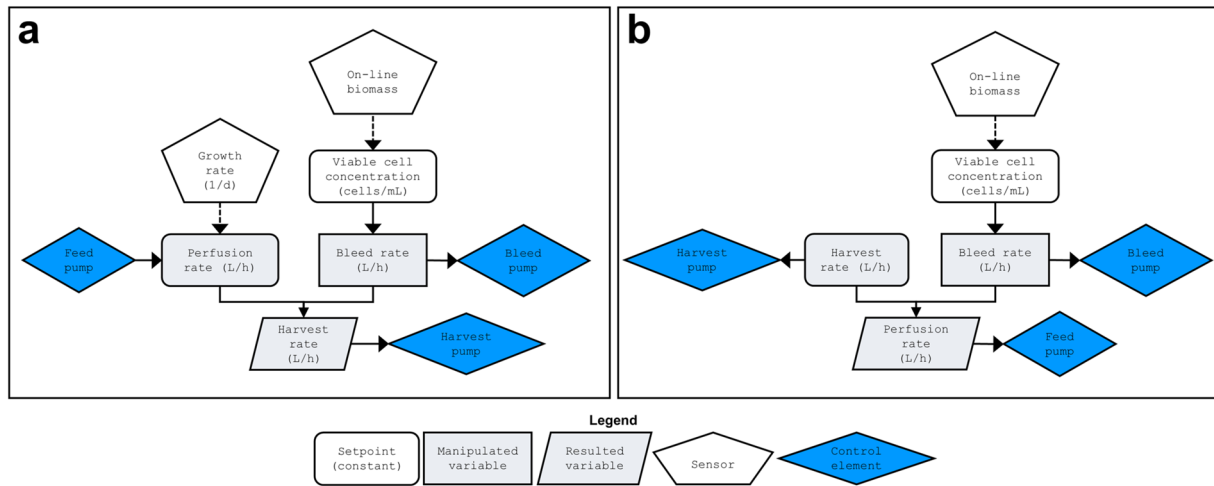 a
On-line
biomass
Growth
rate
(1/d)
Viable cell
concentration
(cells/mL)
Feed
pump
Perfusion
rate (L/h)
Bleed rate
(L/h)
Bleed
pump
Harvest
rate
(L/h)
Harvest
pump
b
On-line
biomass
Viable cell
concentration
(cells/mL)
Harvest
pump
Harvest
rate (L/h)
Bleed rate
(L/h)
Bleed
pump
Perfusion
rate
(L/h)
Feed
pump
Legend
Setpoint
(constant)
Manipulated
variable
Resulted
variable
Sensor
Control
element